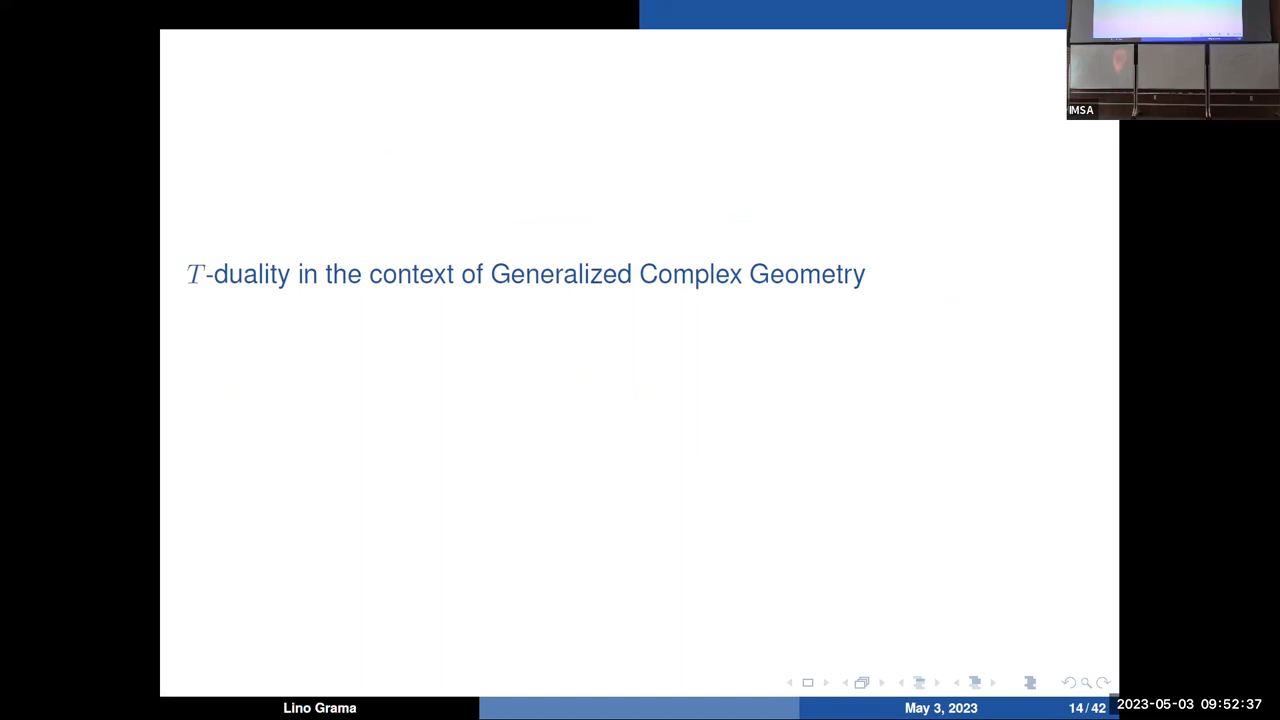 IMSA
T-duality in the context of Generalized Complex Geometry
Lino Grama
May 3, 2023
14 / 42
2023-05-03 09:52:37